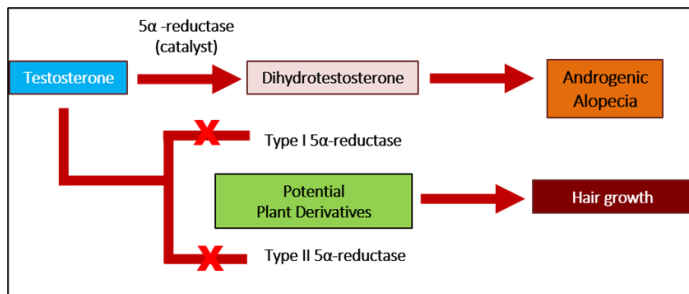 5α -reductase
(catalyst)
Testosterone
Dihydrotestosterone
Androgenic
Alopecia
Type I 5α-reductase
Potential
Plant Derivatives
Hair growth
Type II 5α-reductase